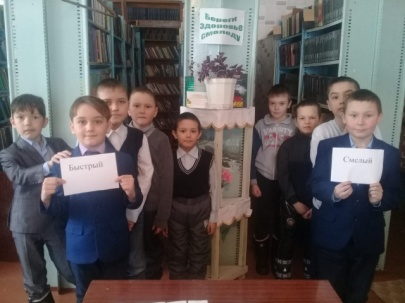 Береги
здоровье
смолоду
Быстрый
Смелый